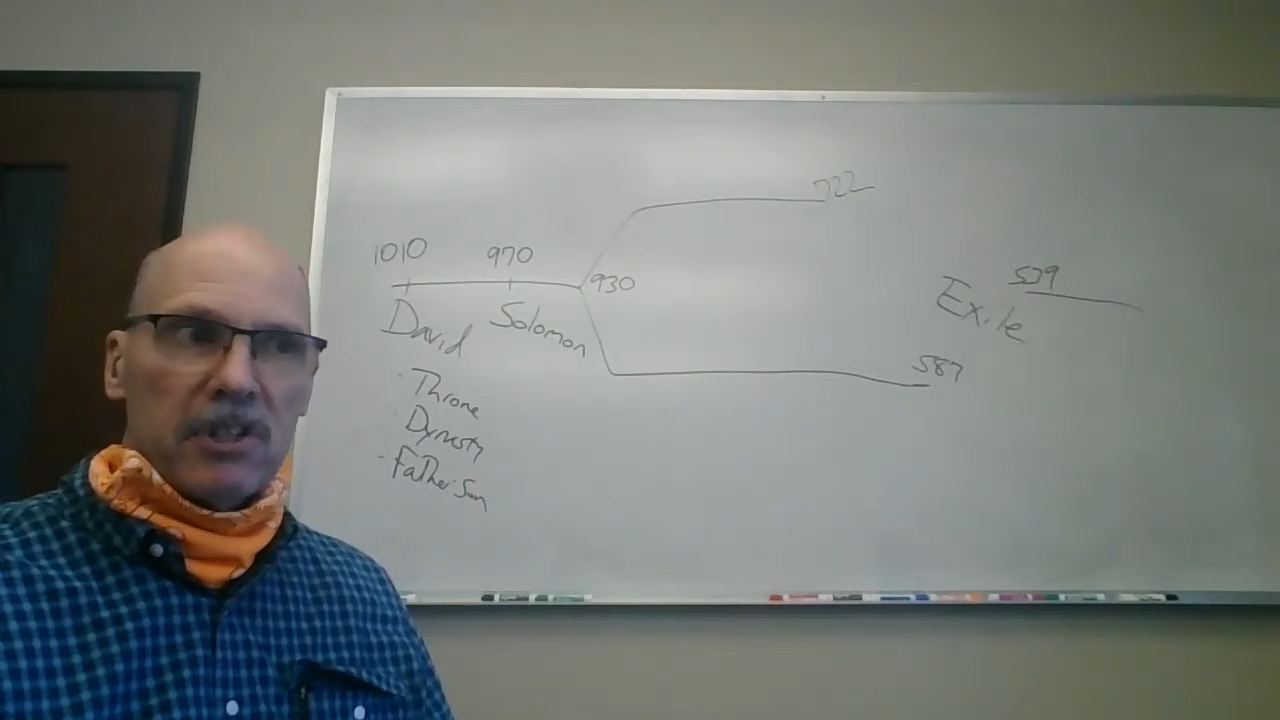 722
1010 970
930
539
Exile
David Solomon
587
Throne
Dynasty
Father-Son